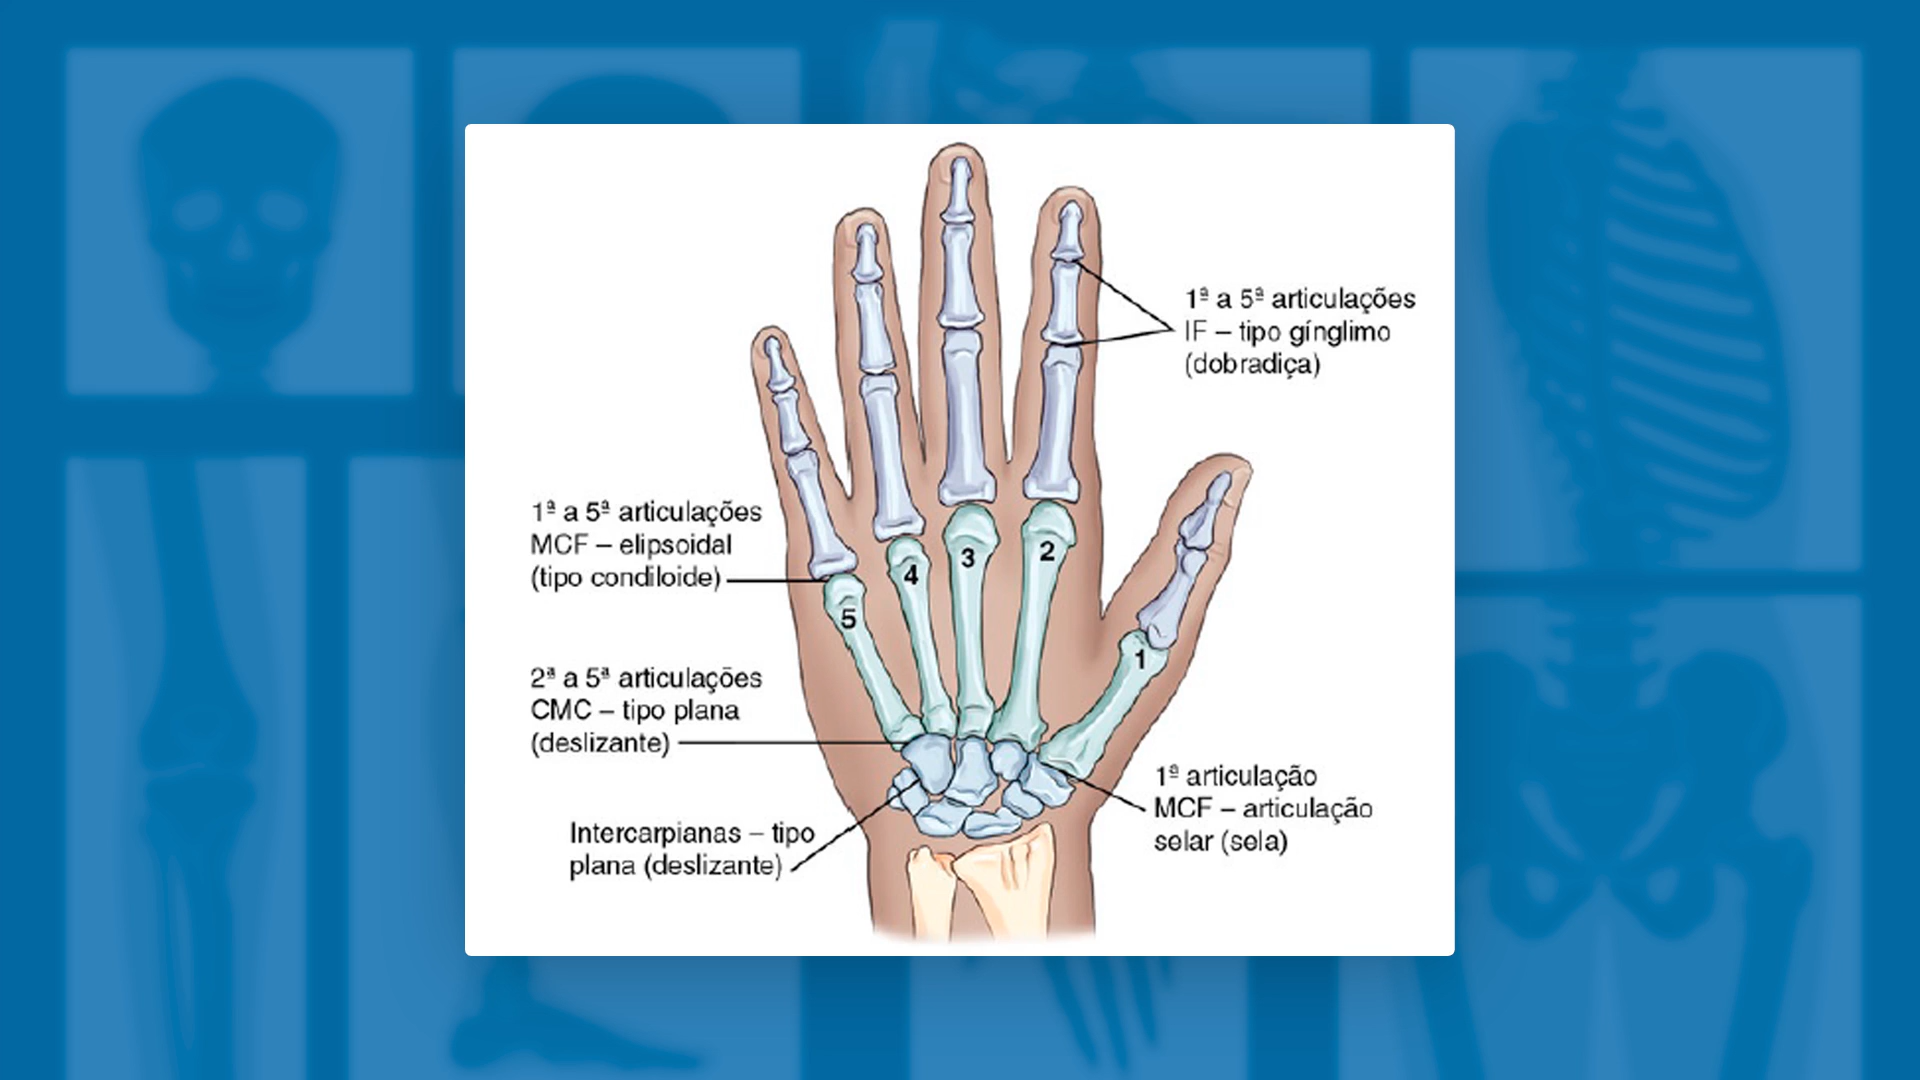 1ª a 5ª articulações
IF – tipo gínglimo
(dobradiça)
1ª a 5ª articulações
MCF – elipsoidal
(tipo condiloide)
3
2
4
5
1
2ª a 5ª articulações
CMC – tipo plana
(deslizante)
1ª articulação
MCF – articulação
selar (sela)
Intercarpianas – tipo
plana (deslizante)